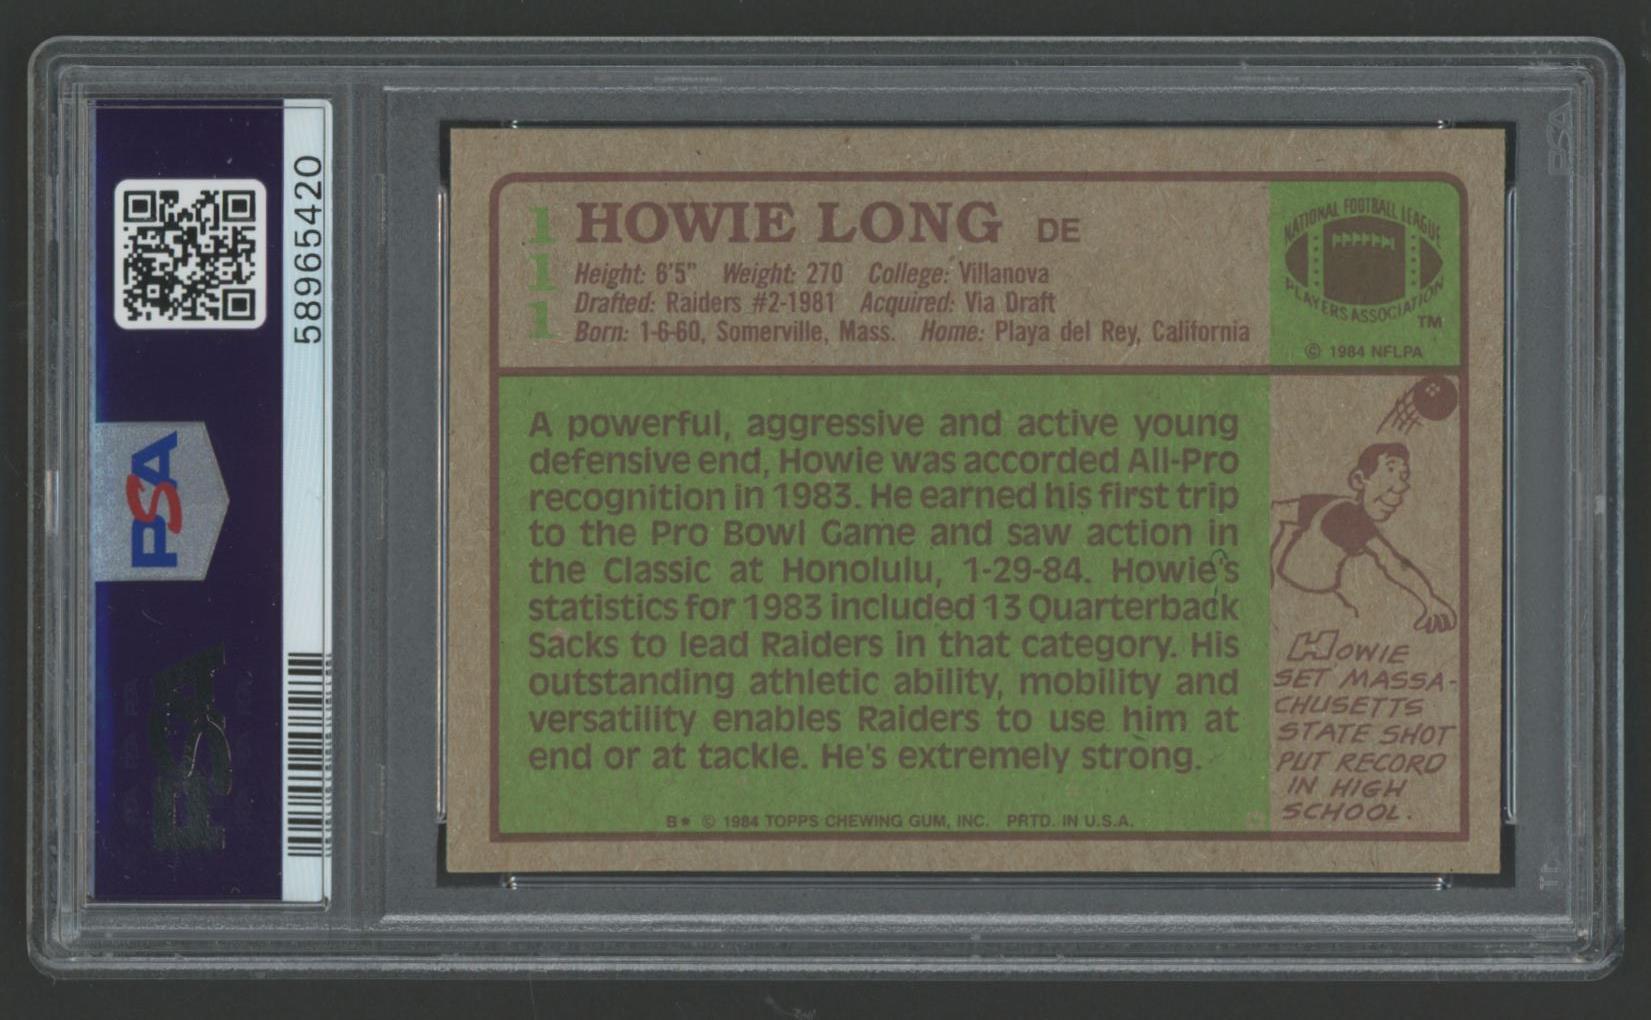 58965420
PSA
PSA
1
1
1
HOWIE LONG DE
Height: 6'5" Weight: 270 College: Villanova
Drafted: Raiders #2-1981 Acquired: Via Draft
Born: 1-6-60, Somerville, Mass. Home: Playa del Rey, California
NATIONAL FOOTBALL LEAGUE
PLAYERS ASSOCIATION
TM
© 1984 NFLPA
A powerful, aggressive and active young
defensive end, Howie was accorded All-Pro
recognition in 1983. He earned his first trip
to the Pro Bowl Game and saw action in
the Classic at Honolulu, 1-29-84. Howie's
statistics for 1983 included 13 Quarterback
Sacks to lead Raiders in that category. His
outstanding athletic ability, mobility and
versatility enables Raiders to use him at
end or at tackle. He's extremely strong.
HOWIE
SET MASSA-
CHUSETTS
STATE SHOT
PUT RECORD
IN HIGH
SCHOOL.
B* © 1984 TOPPS CHEWING GUM, INC. PRTD. IN U.S.A.
PSA